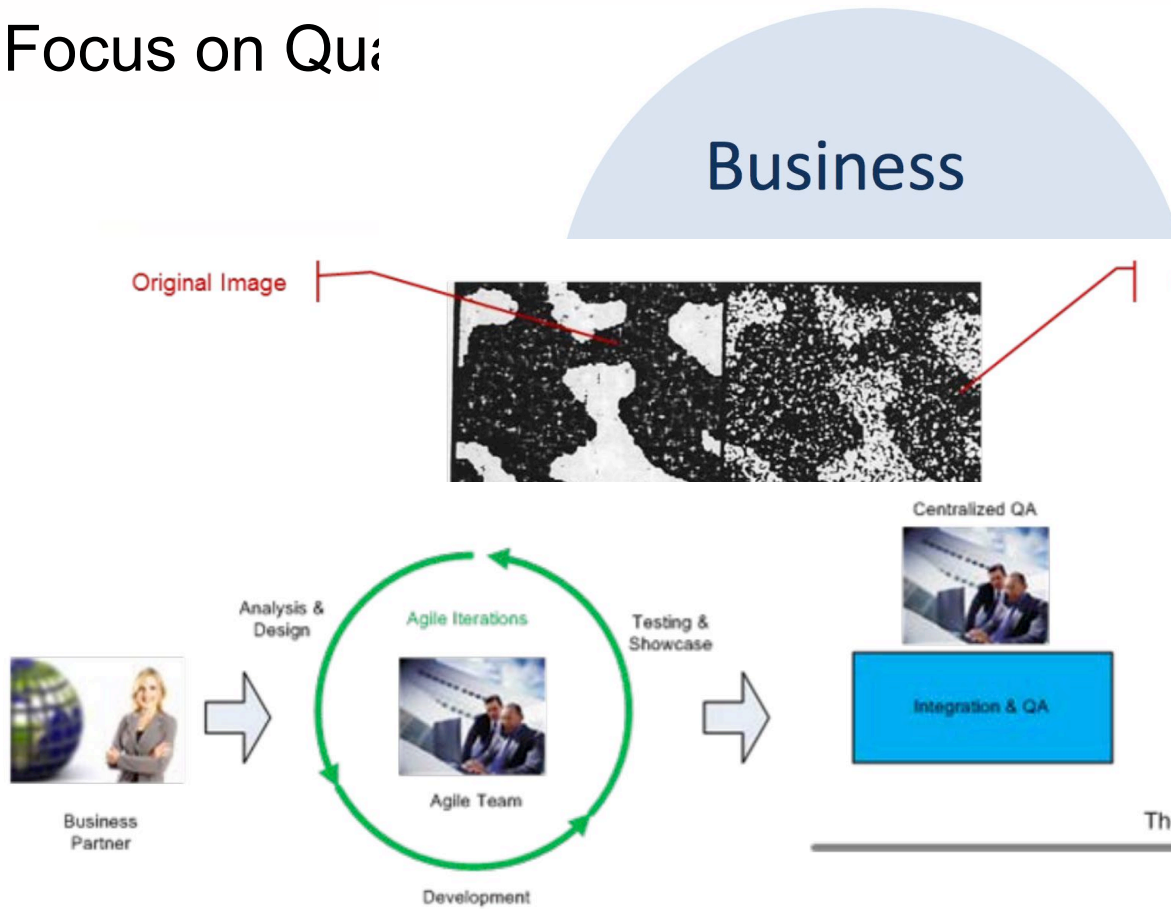 Focus on Qua
Business
Original Image
Centralized QA
Analysis &
Design
Agile Iterations
Testing &
Showcase
Integration & QA
Agile Team
Business
Partner
Th
Development